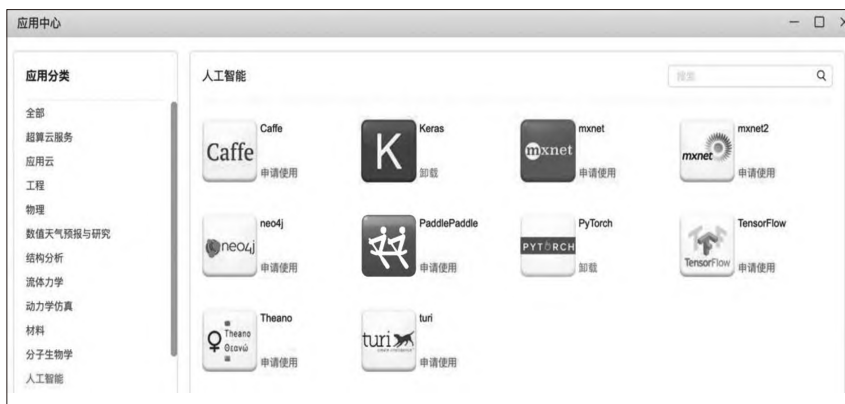 应用中心
应用分类
全部
超算云服务
应用云
工程
物理
数值天气预报与研究
结构分析
流体力学
动力学仿真
材料
分子生物学
人工智能
人工智能
搜索
Caffe
Caffe
申请使用
K
Keras
卸载
mxnet
mxnet
申请使用
mxnet
mxnet2
申请使用
neo4j
neo4j
申请使用
PaddlePaddle
申请使用
PYTORCH
PyTorch
卸载
TensorFlow
TensorFlow
申请使用
Theano
Θεανώ
Theano
申请使用
turi
turi
申请使用